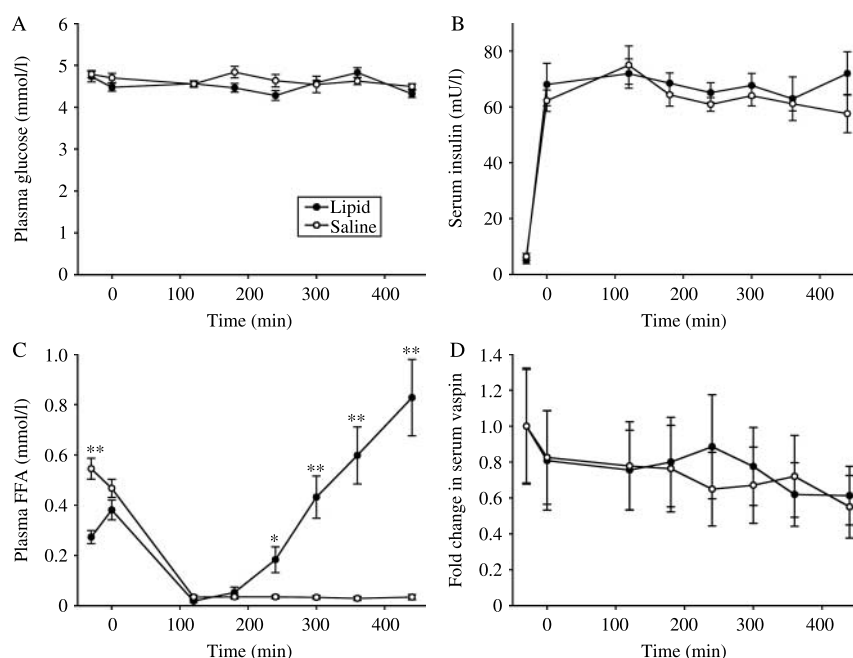 A
6
5
4
3
2
1
0
Plasma glucose (mmol/l)
Lipid
Saline
0 100 200 300 400
Time (min)
B
80
60
40
20
0
Serum insulin (mU/l)
0 100 200 300 400
Time (min)
C
1.0
0.8
0.6
0.4
0.2
0
Plasma FFA (mmol/l)
**
*
**
**
**
0 100 200 300 400
Time (min)
D
1.4
1.2
1.0
0.8
0.6
0.4
0.2
0
Fold change in serum vaspin
0 100 200 300 400
Time (min)